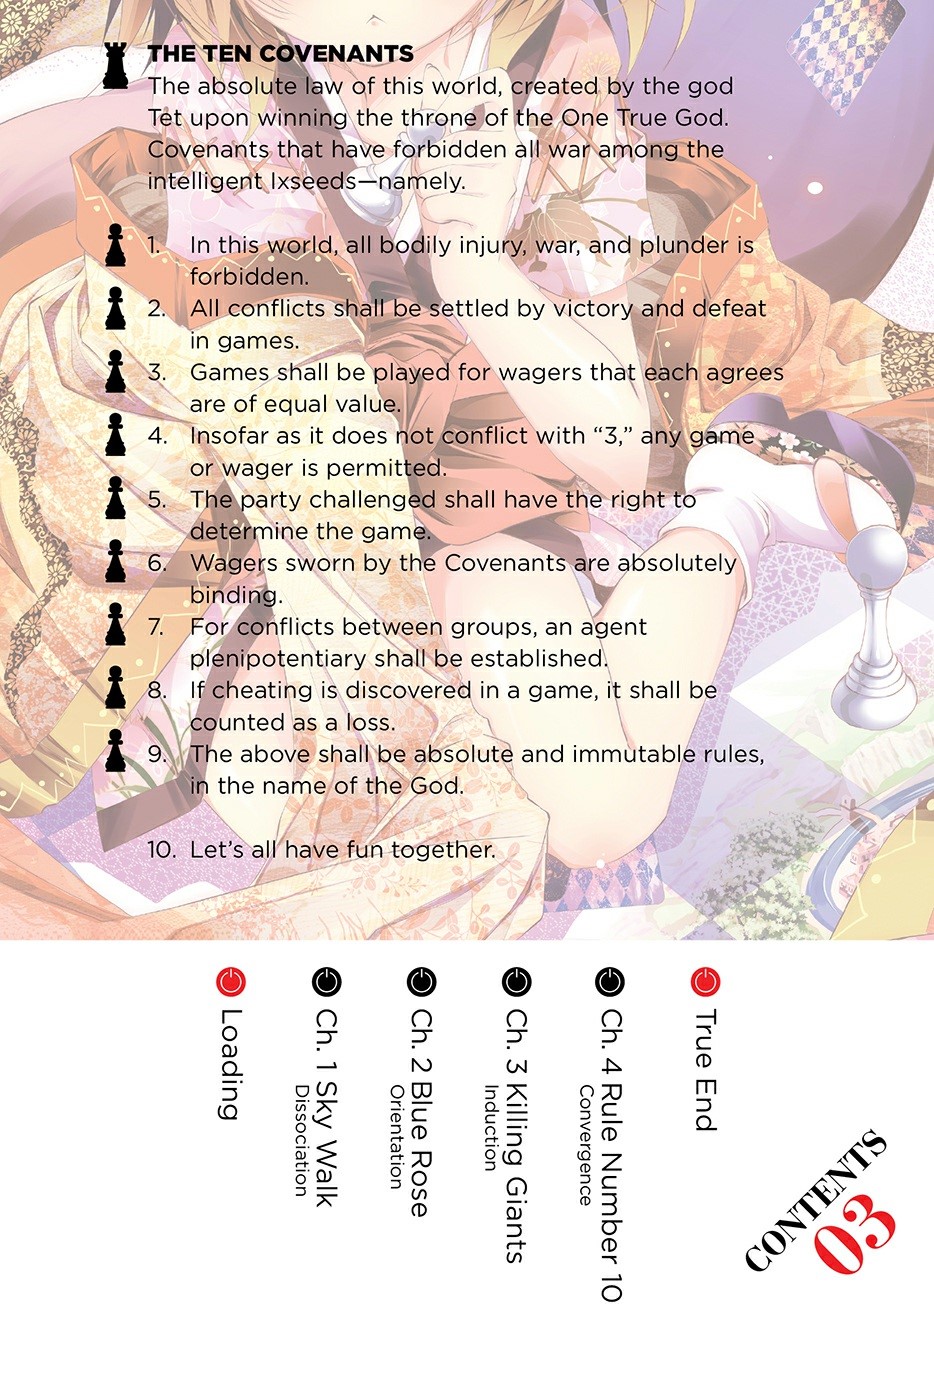 THE TEN COVENANTS
The absolute law of this world, created by the god
Tet upon winning the throne of the One True God.
Covenants that have forbidden all war among the
intelligent Ixseeds—namely.
1. In this world, all bodily injury, war, and plunder is
forbidden.
2. All conflicts shall be settled by victory and defeat
in games.
3. Games shall be played for wagers that each agrees
are of equal value.
4. Insofar as it does not conflict with “3,” any game
or wager is permitted.
5. The party challenged shall have the right to
determine the game.
6. Wagers sworn by the Covenants are absolutely
binding.
7. For conflicts between groups, an agent
plenipotentiary shall be established.
8. If cheating is discovered in a game, it shall be
counted as a loss.
9. The above shall be absolute and immutable rules,
in the name of the God.
10. Let’s all have fun together.
Loading
Ch. 1 Sky Walk
Dissociation
Ch. 2 Blue Rose
Orientation
Ch. 3 Killing Giants
Induction
Ch. 4 Rule Number 10
Convergence
True End
CONTENTS
03